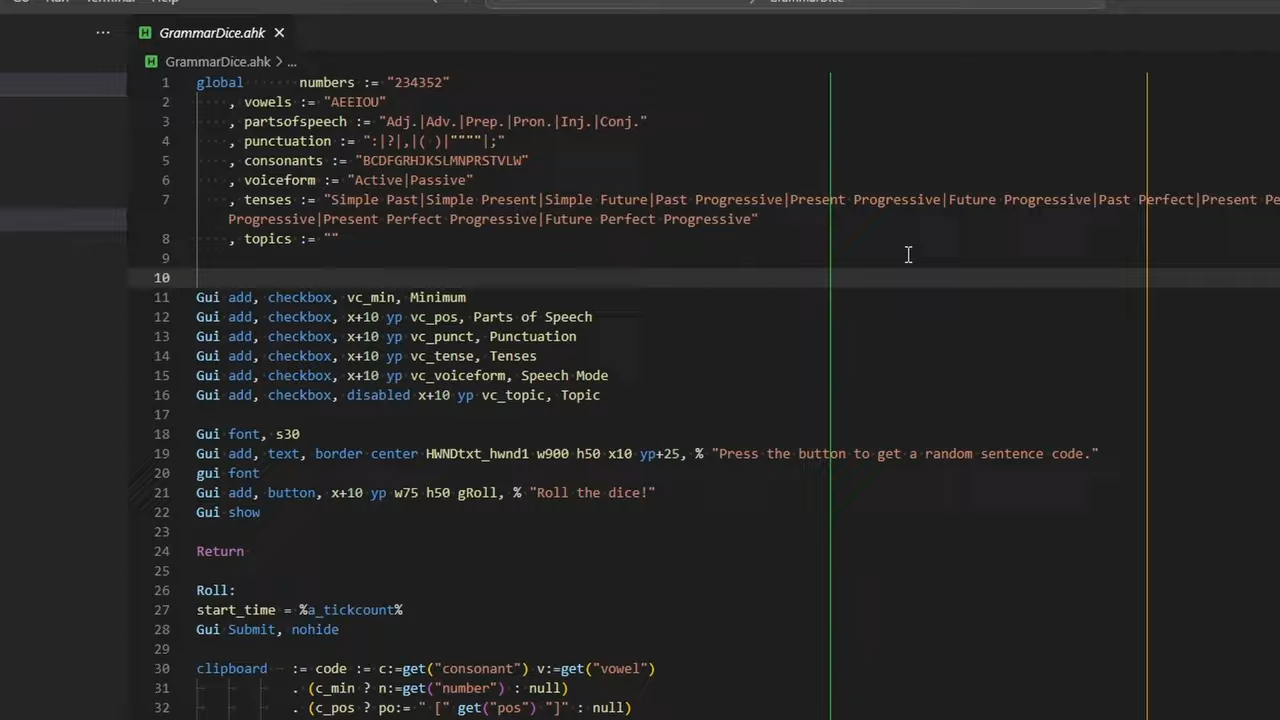 GrammarDice.ahk
GrammarDice.ahk > ...
1 global numbers := "234352"
2 , vowels := "AEEIOU"
3 , partsofspeech := "Adj.|Adv.|Prep.|Pron.|Inj.|Conj."
4 , punctuation := ":|?|,|( )|""""|;"
5 , consonants := "BCDFGRHJKSLMNPRSTVLW"
6 , voiceform := "Active|Passive"
7 , tenses := "Simple Past|Simple Present|Simple Future|Past Progressive|Present Progressive|Future Progressive|Past Perfect|Present Pe
Progressive|Present Perfect Progressive|Future Perfect Progressive"
8 , topics := ""
9
10
11 Gui add, checkbox, vc_min, Minimum
12 Gui add, checkbox, x+10 yp vc_pos, Parts of Speech
13 Gui add, checkbox, x+10 yp vc_punct, Punctuation
14 Gui add, checkbox, x+10 yp vc_tense, Tenses
15 Gui add, checkbox, x+10 yp vc_voiceform, Speech Mode
16 Gui add, checkbox, disabled x+10 yp vc_topic, Topic
17
18 Gui font, s30
19 Gui add, text, border center HWNDtxt_hwnd1 w900 h50 x10 yp+25, % "Press the button to get a random sentence code."
20 gui font
21 Gui add, button, x+10 yp w75 h50 gRoll, % "Roll the dice!"
22 Gui show
23
24 Return
25
26 Roll:
27 start_time = %a_tickcount%
28 Gui Submit, nohide
29
30 clipboard := code := c:=get("consonant") v:=get("vowel")
31 . (c_min ? n:=get("number") : null)
32 . (c_pos ? po:= " [" get("pos") "]" : null)